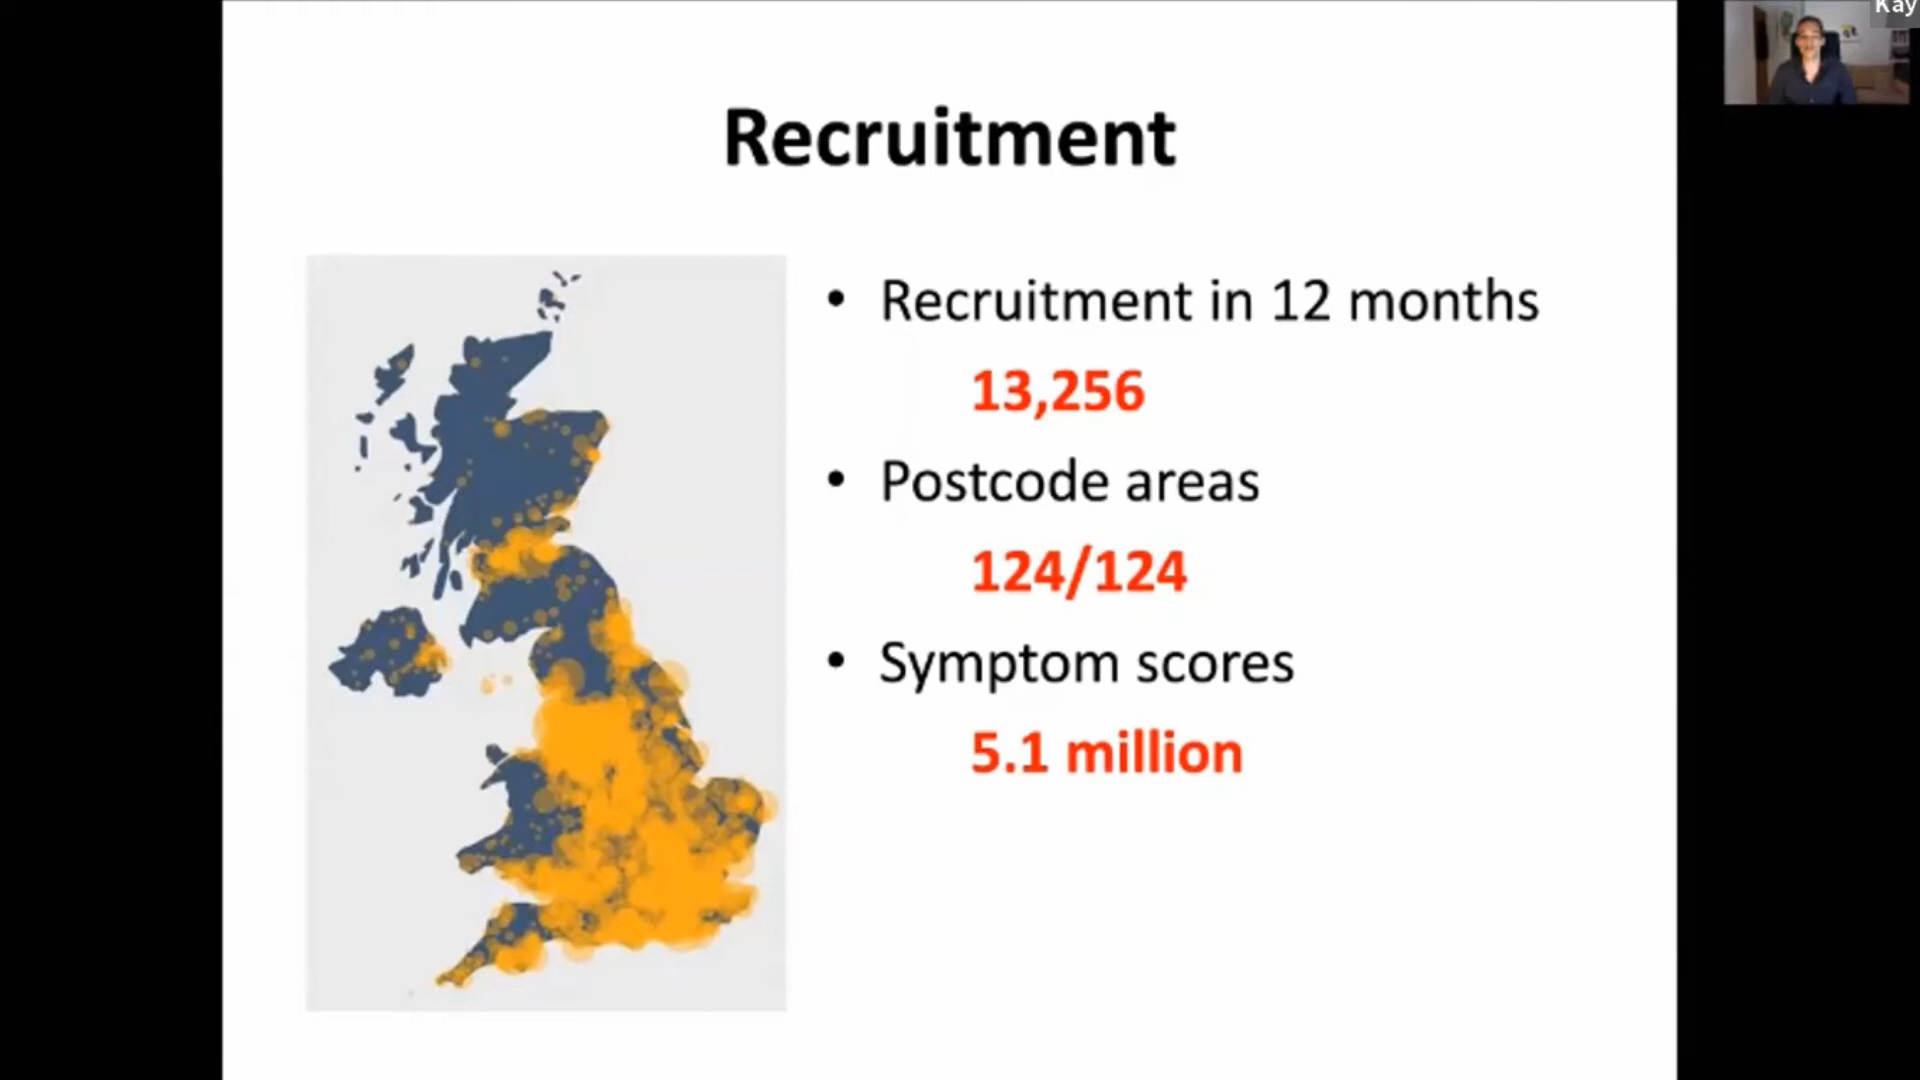 Kay
Recruitment
• Recruitment in 12 months
13,256
• Postcode areas
124/124
• Symptom scores
5.1 million